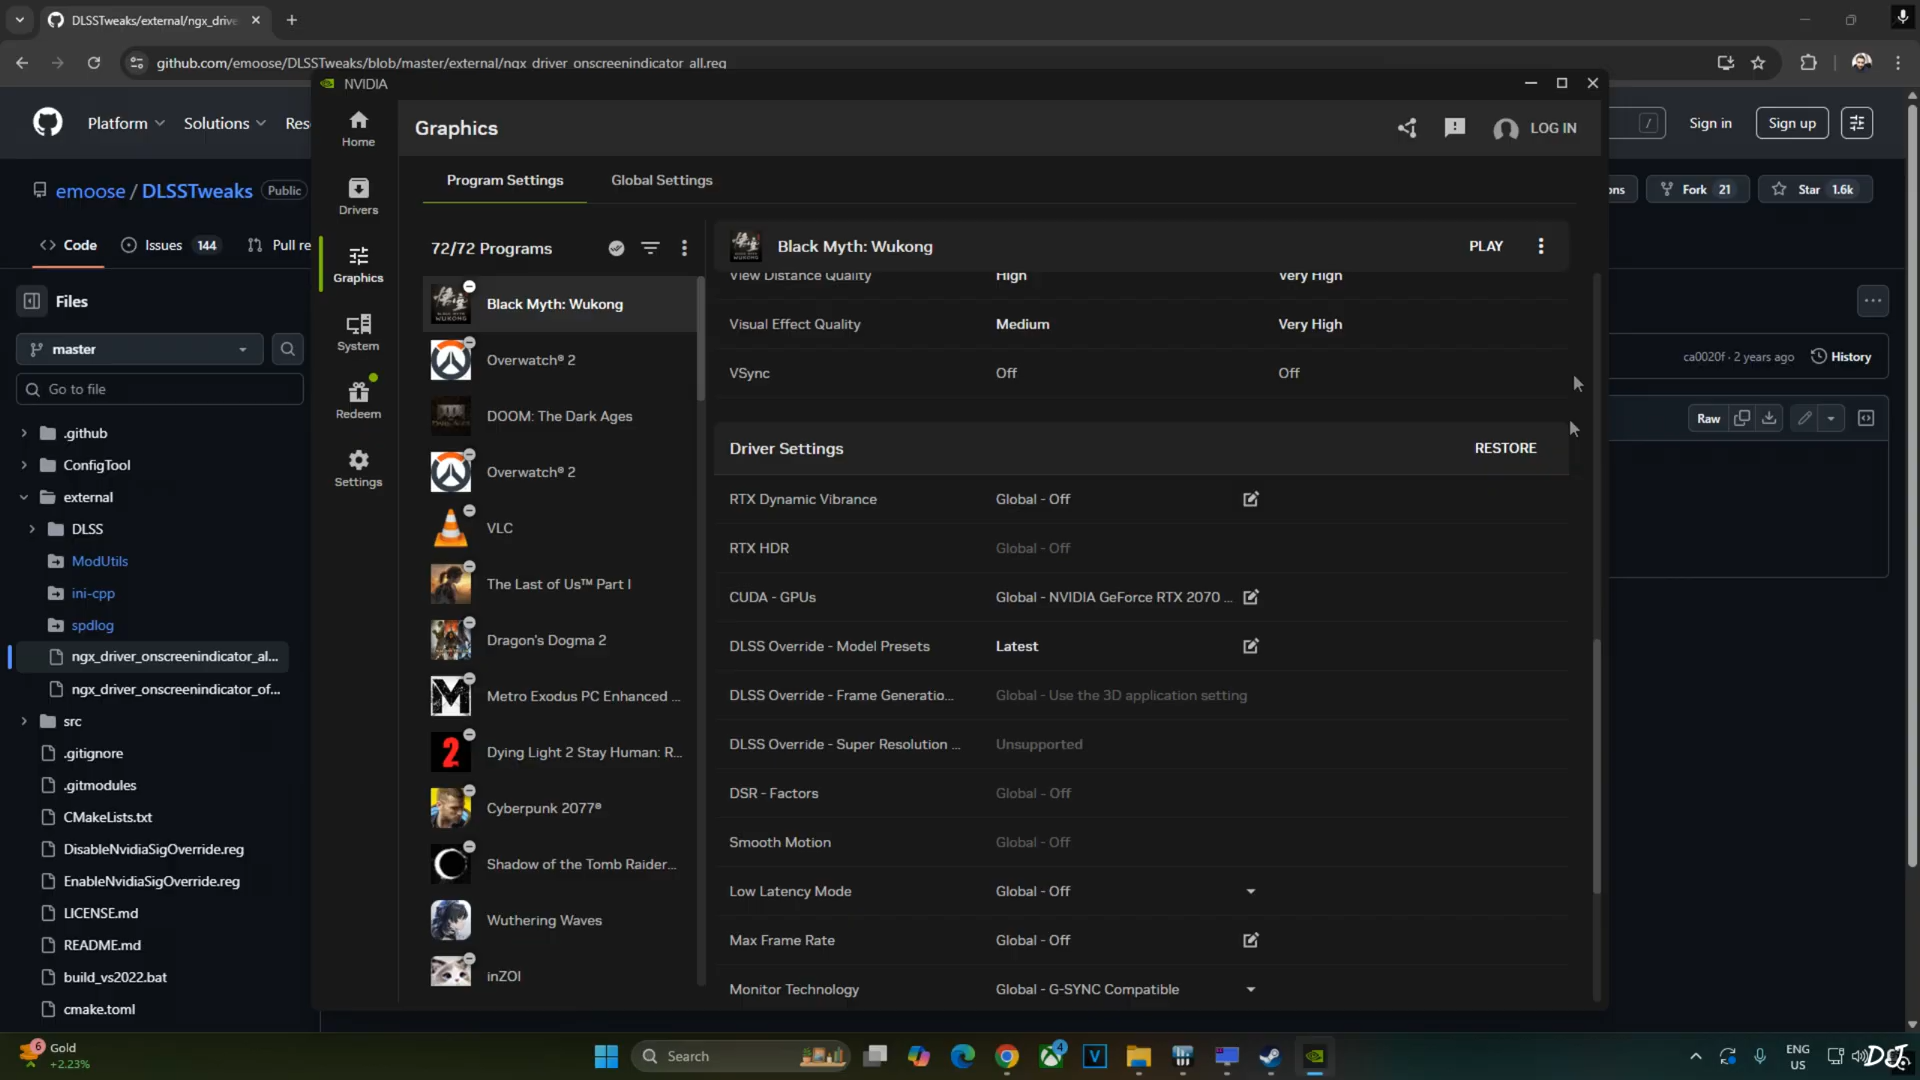 DLSSTweaks/external/ngx_drive
github.com/emoose/DLSSTweaks/blob/master/external/ngx_driver_onscreenindicator_all.reg
NVIDIA
Platform
Solutions
Res
Home
Graphics
LOG IN
/
Sign in
Sign up
emoose / DLSSTweaks
Public
Drivers
Program Settings
Global Settings
ons
Fork 21
Star 1.6k
Code
Issues 144
Pull re
Graphics
72/72 Programs
Black Myth: Wukong
PLAY
Files
master
Go to file
.github
ConfigTool
external
DLSS
ModUtils
ini-cpp
spdlog
ngx_driver_onscreenindicator_al...
ngx_driver_onscreenindicator_of...
src
.gitignore
.gitmodules
CMakeLists.txt
DisableNvidiaSigOverride.reg
EnableNvidiaSigOverride.reg
LICENSE.md
README.md
build_vs2022.bat
cmake.toml
System
Redeem
Settings
Black Myth: Wukong
Overwatch® 2
DOOM: The Dark Ages
Overwatch® 2
VLC
The Last of Us™ Part I
Dragon's Dogma 2
Metro Exodus PC Enhanced ...
Dying Light 2 Stay Human: R...
Cyberpunk 2077®
Shadow of the Tomb Raider...
Wuthering Waves
inZOI
View Distance Quality High Very High
Visual Effect Quality Medium Very High
VSync Off Off
Driver Settings RESTORE
RTX Dynamic Vibrance Global - Off
RTX HDR Global - Off
CUDA - GPUs Global - NVIDIA GeForce RTX 2070 ...
DLSS Override - Model Presets Latest
DLSS Override - Frame Generatio... Global - Use the 3D application setting
DLSS Override - Super Resolution ... Unsupported
DSR - Factors Global - Off
Smooth Motion Global - Off
Low Latency Mode Global - Off
Max Frame Rate Global - Off
Monitor Technology Global - G-SYNC Compatible
ca0020f · 2 years ago
History
Raw
6
Gold
+2.23%
Search
4
V
ENG
US